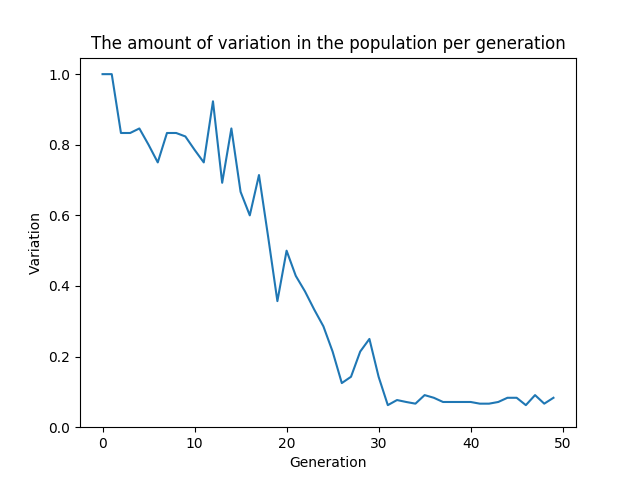 The amount of variation in the population per generation
1.0
0.8
0.6
0.4
0.2
0.0
Variation
0 10 20 30 40 50
Generation